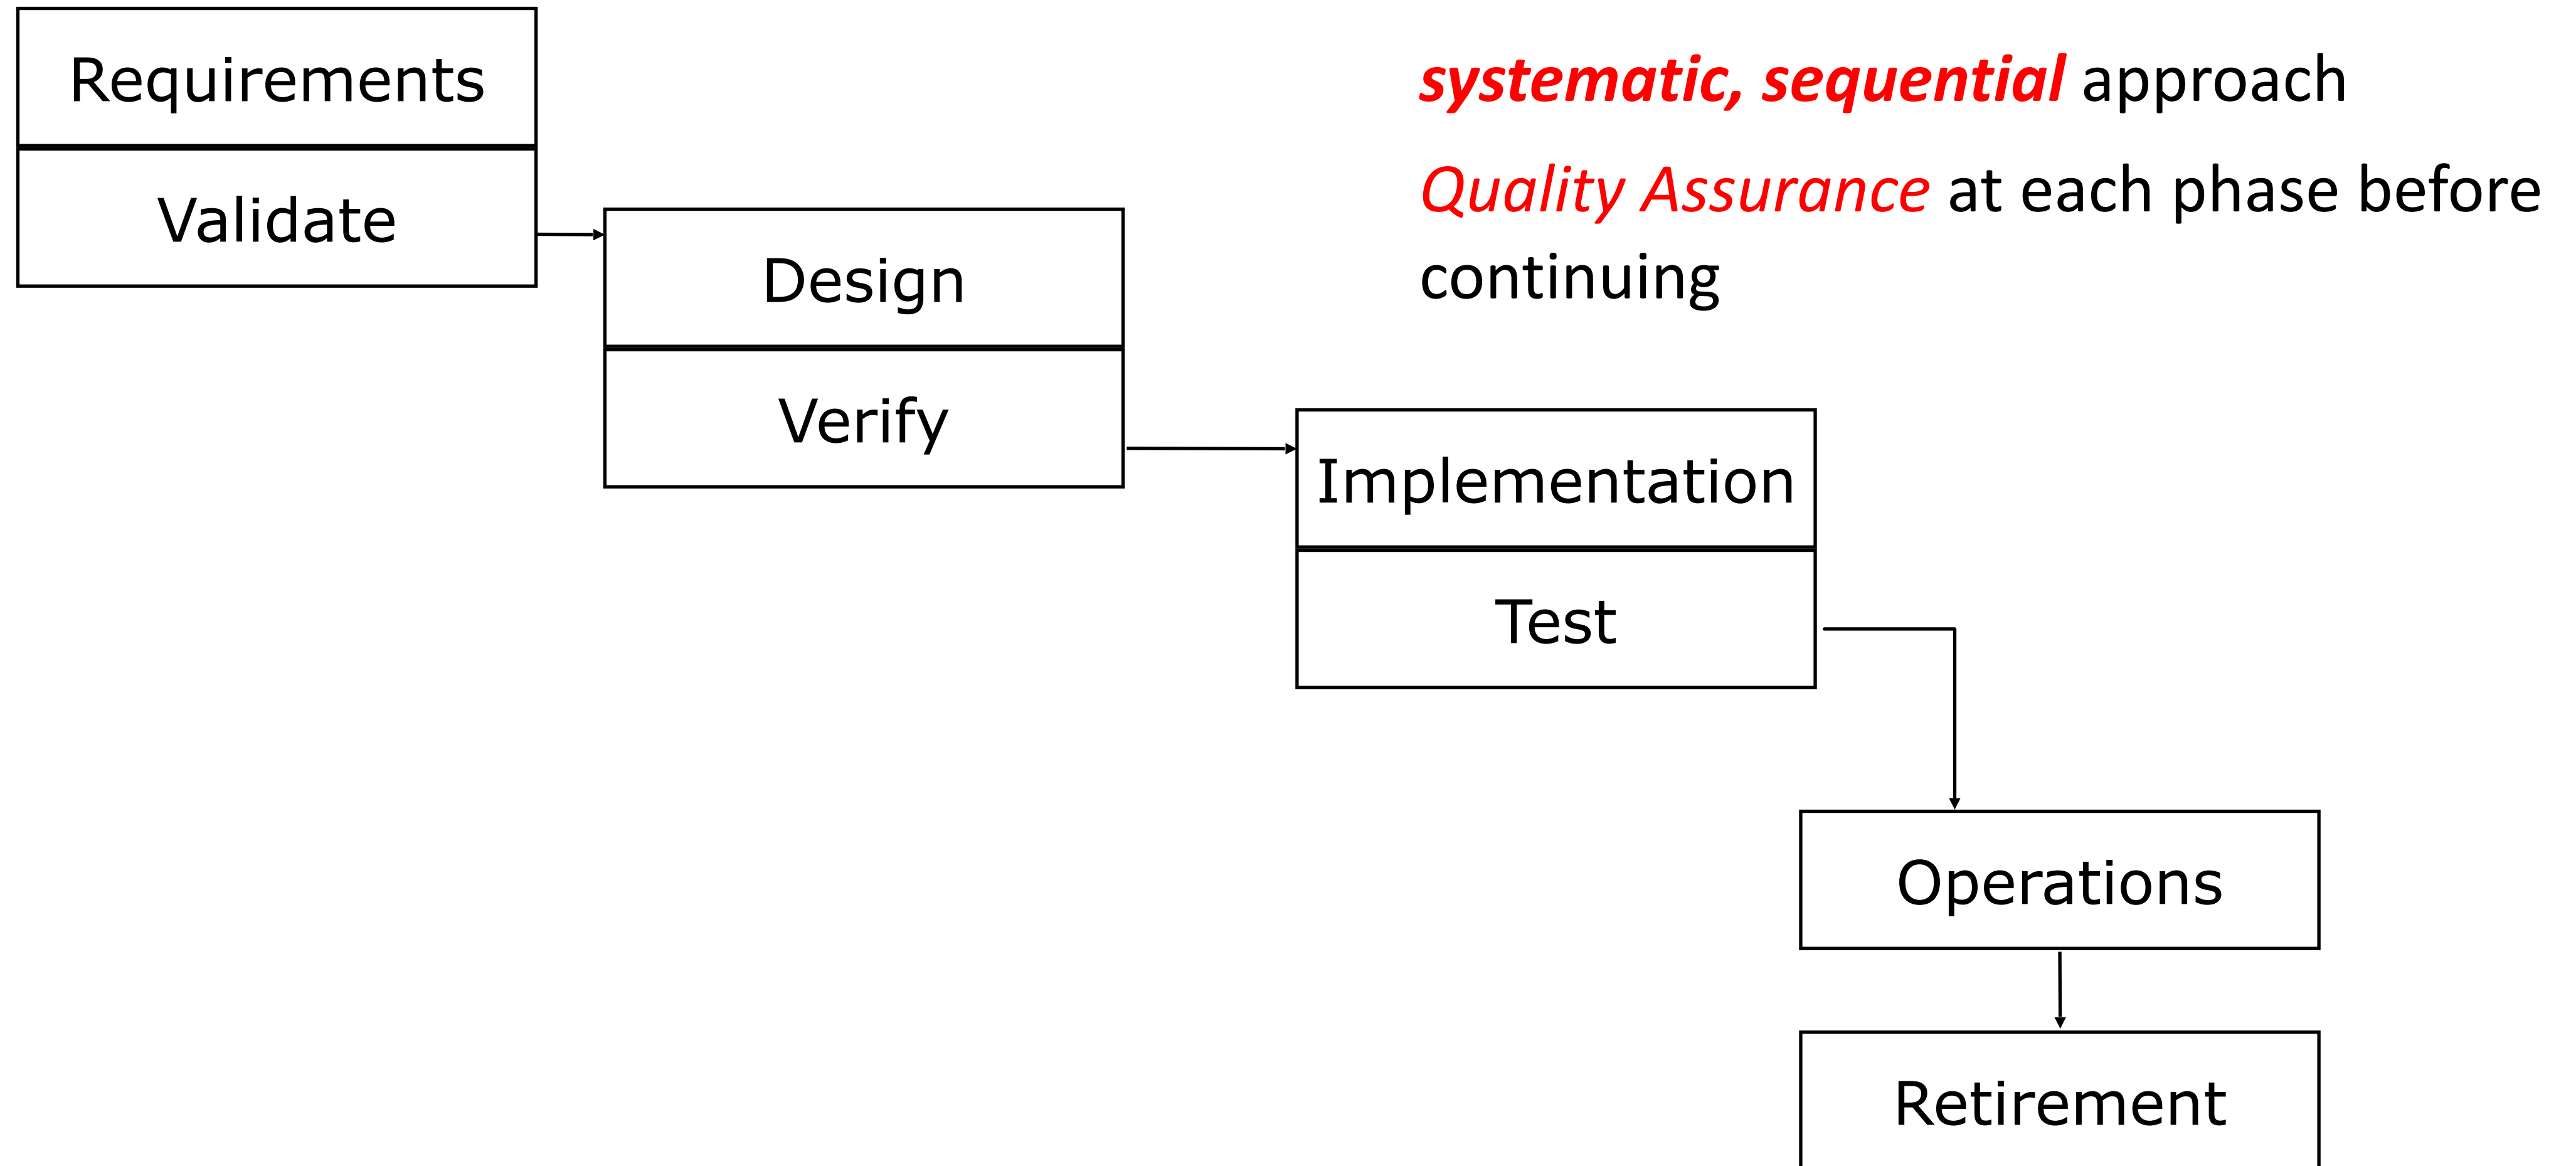 Requirements
Validate
systematic, sequential approach
Quality Assurance at each phase before
continuing
Design
Verify
Implementation
Test
Operations
Retirement